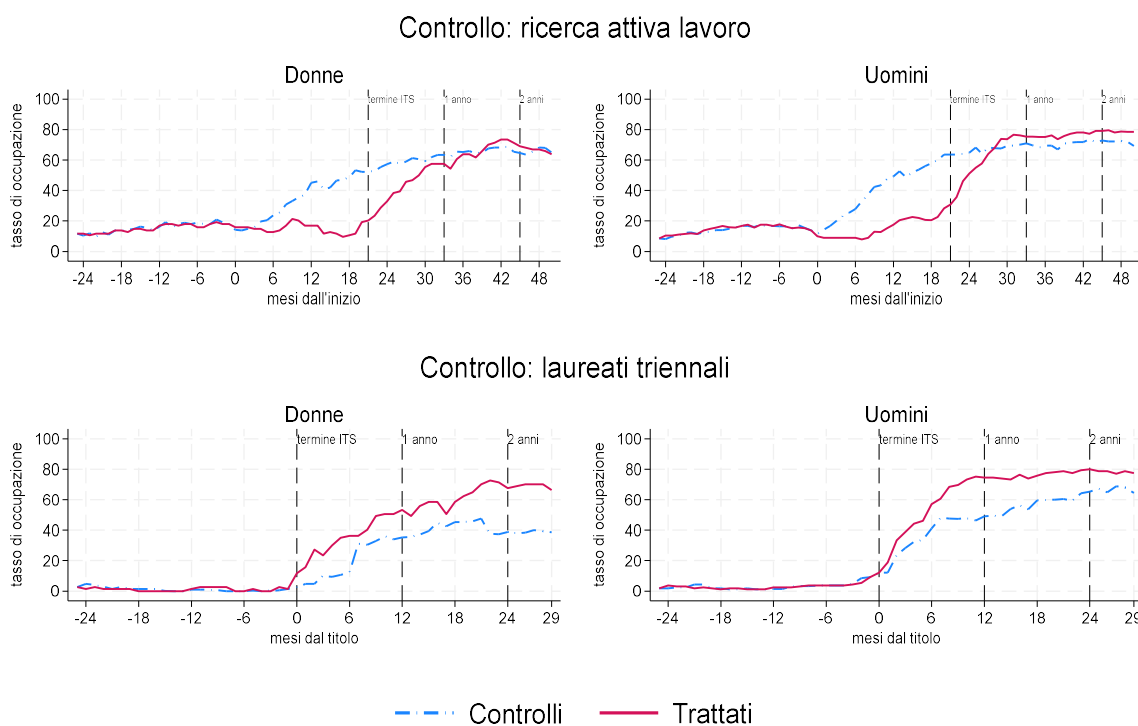 Controllo: ricerca attiva lavoro
Donne
tasso di occupazione
100
80
60
40
20
0
termine ITS
1 anno
2 anni
-24 -18 -12 -6 0 6 12 18 24 30 36 42 48
mesi dall'inizio
Uomini
tasso di occupazione
100
80
60
40
20
0
termine ITS
1 anno
2 anni
-24 -18 -12 -6 0 6 12 18 24 30 36 42 48
mesi dall'inizio
Controllo: laureati triennali
Donne
tasso di occupazione
100
80
60
40
20
0
termine ITS
1 anno
2 anni
-24 -18 -12 -6 0 6 12 18 24 29
mesi dal titolo
Uomini
tasso di occupazione
100
80
60
40
20
0
termine ITS
1 anno
2 anni
-24 -18 -12 -6 0 6 12 18 24 29
mesi dal titolo
Controlli
Trattati